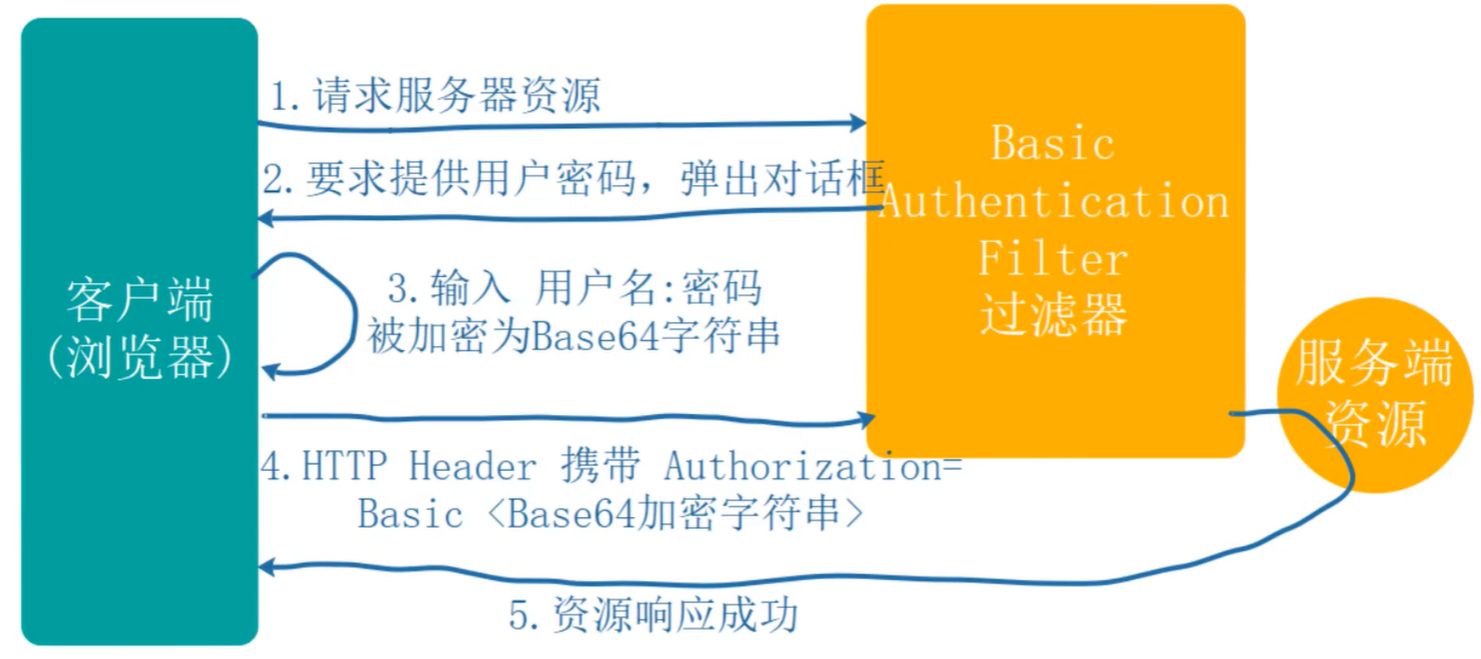 1.请求服务器资源
2.要求提供用户密码，弹出对话框
3.输入 用户名:密码
被加密为Base64字符串
4.HTTP Header 携带 Authorization=
Basic <Base64加密字符串>
5.资源响应成功
客户端
(浏览器)
Basic
Authentication
Filter
过滤器
服务端
资源